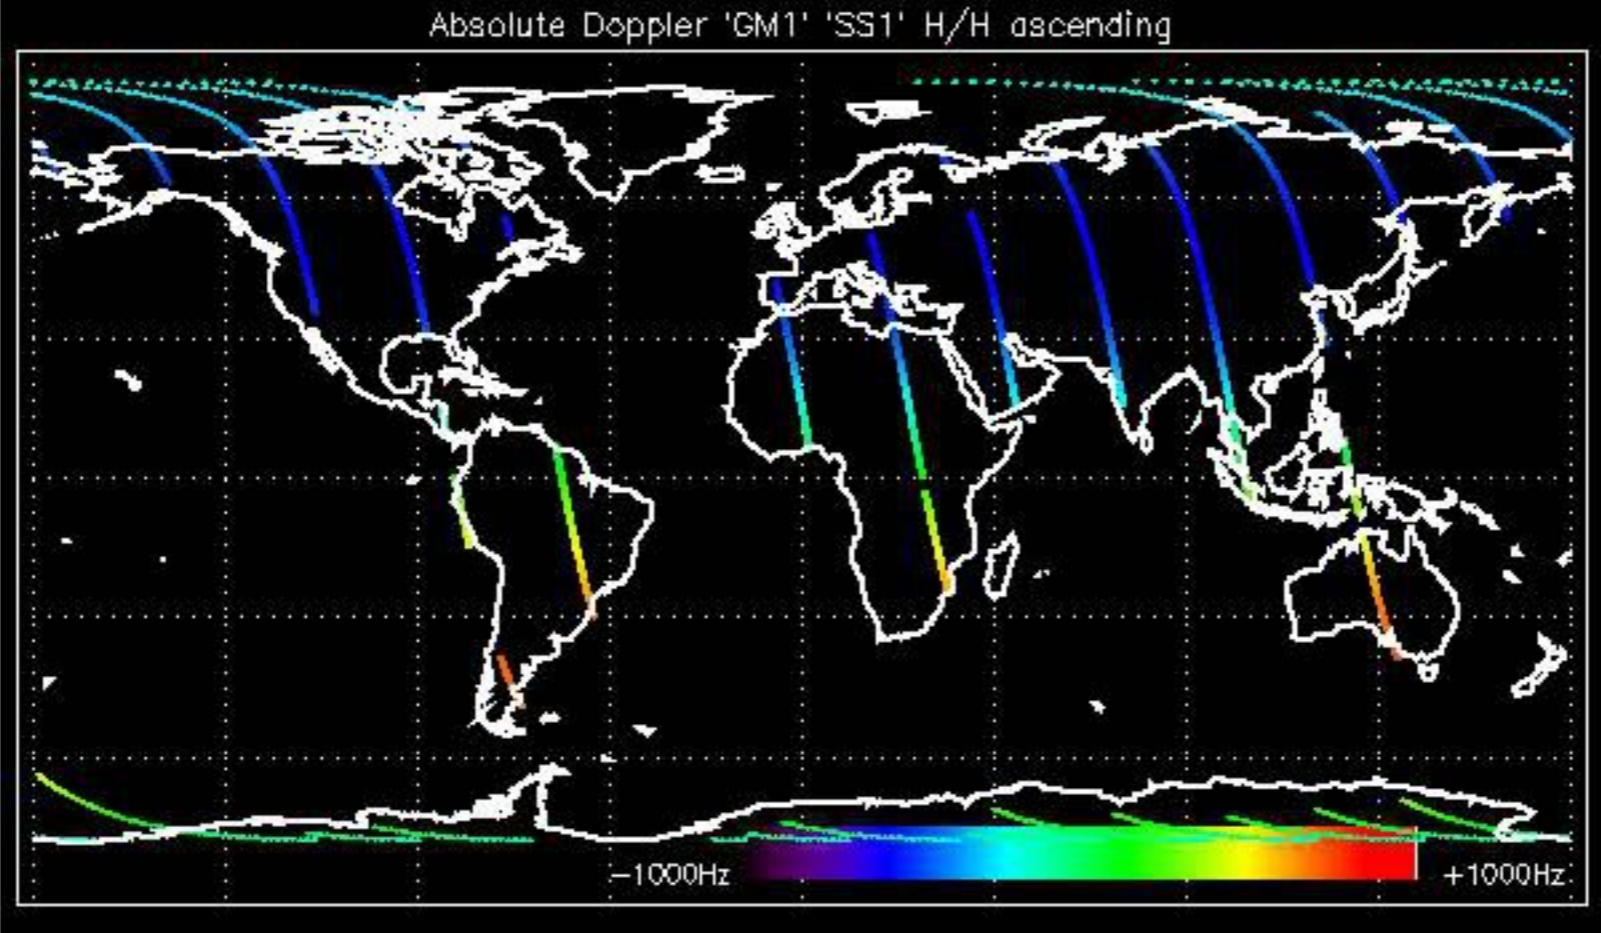 Absolute Doppler 'GM1' 'SS1' H/H ascending
−1000Hz
+1000Hz